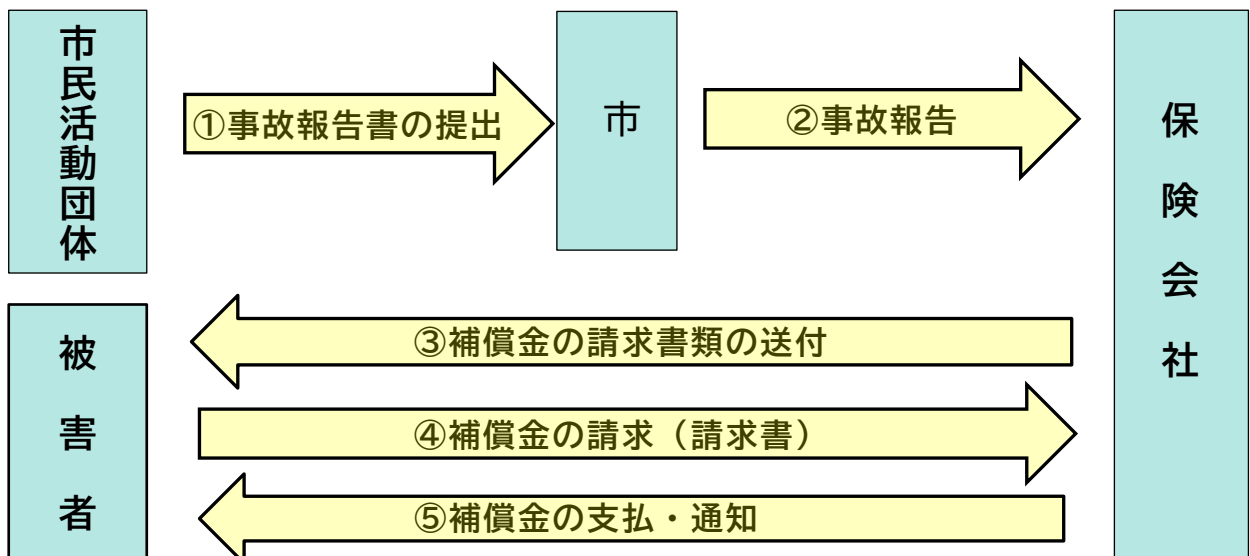 市民活動団体
①事故報告書の提出
市
②事故報告
保険会社
被害者
③補償金の請求書類の送付
④補償金の請求（請求書）
⑤補償金の支払・通知